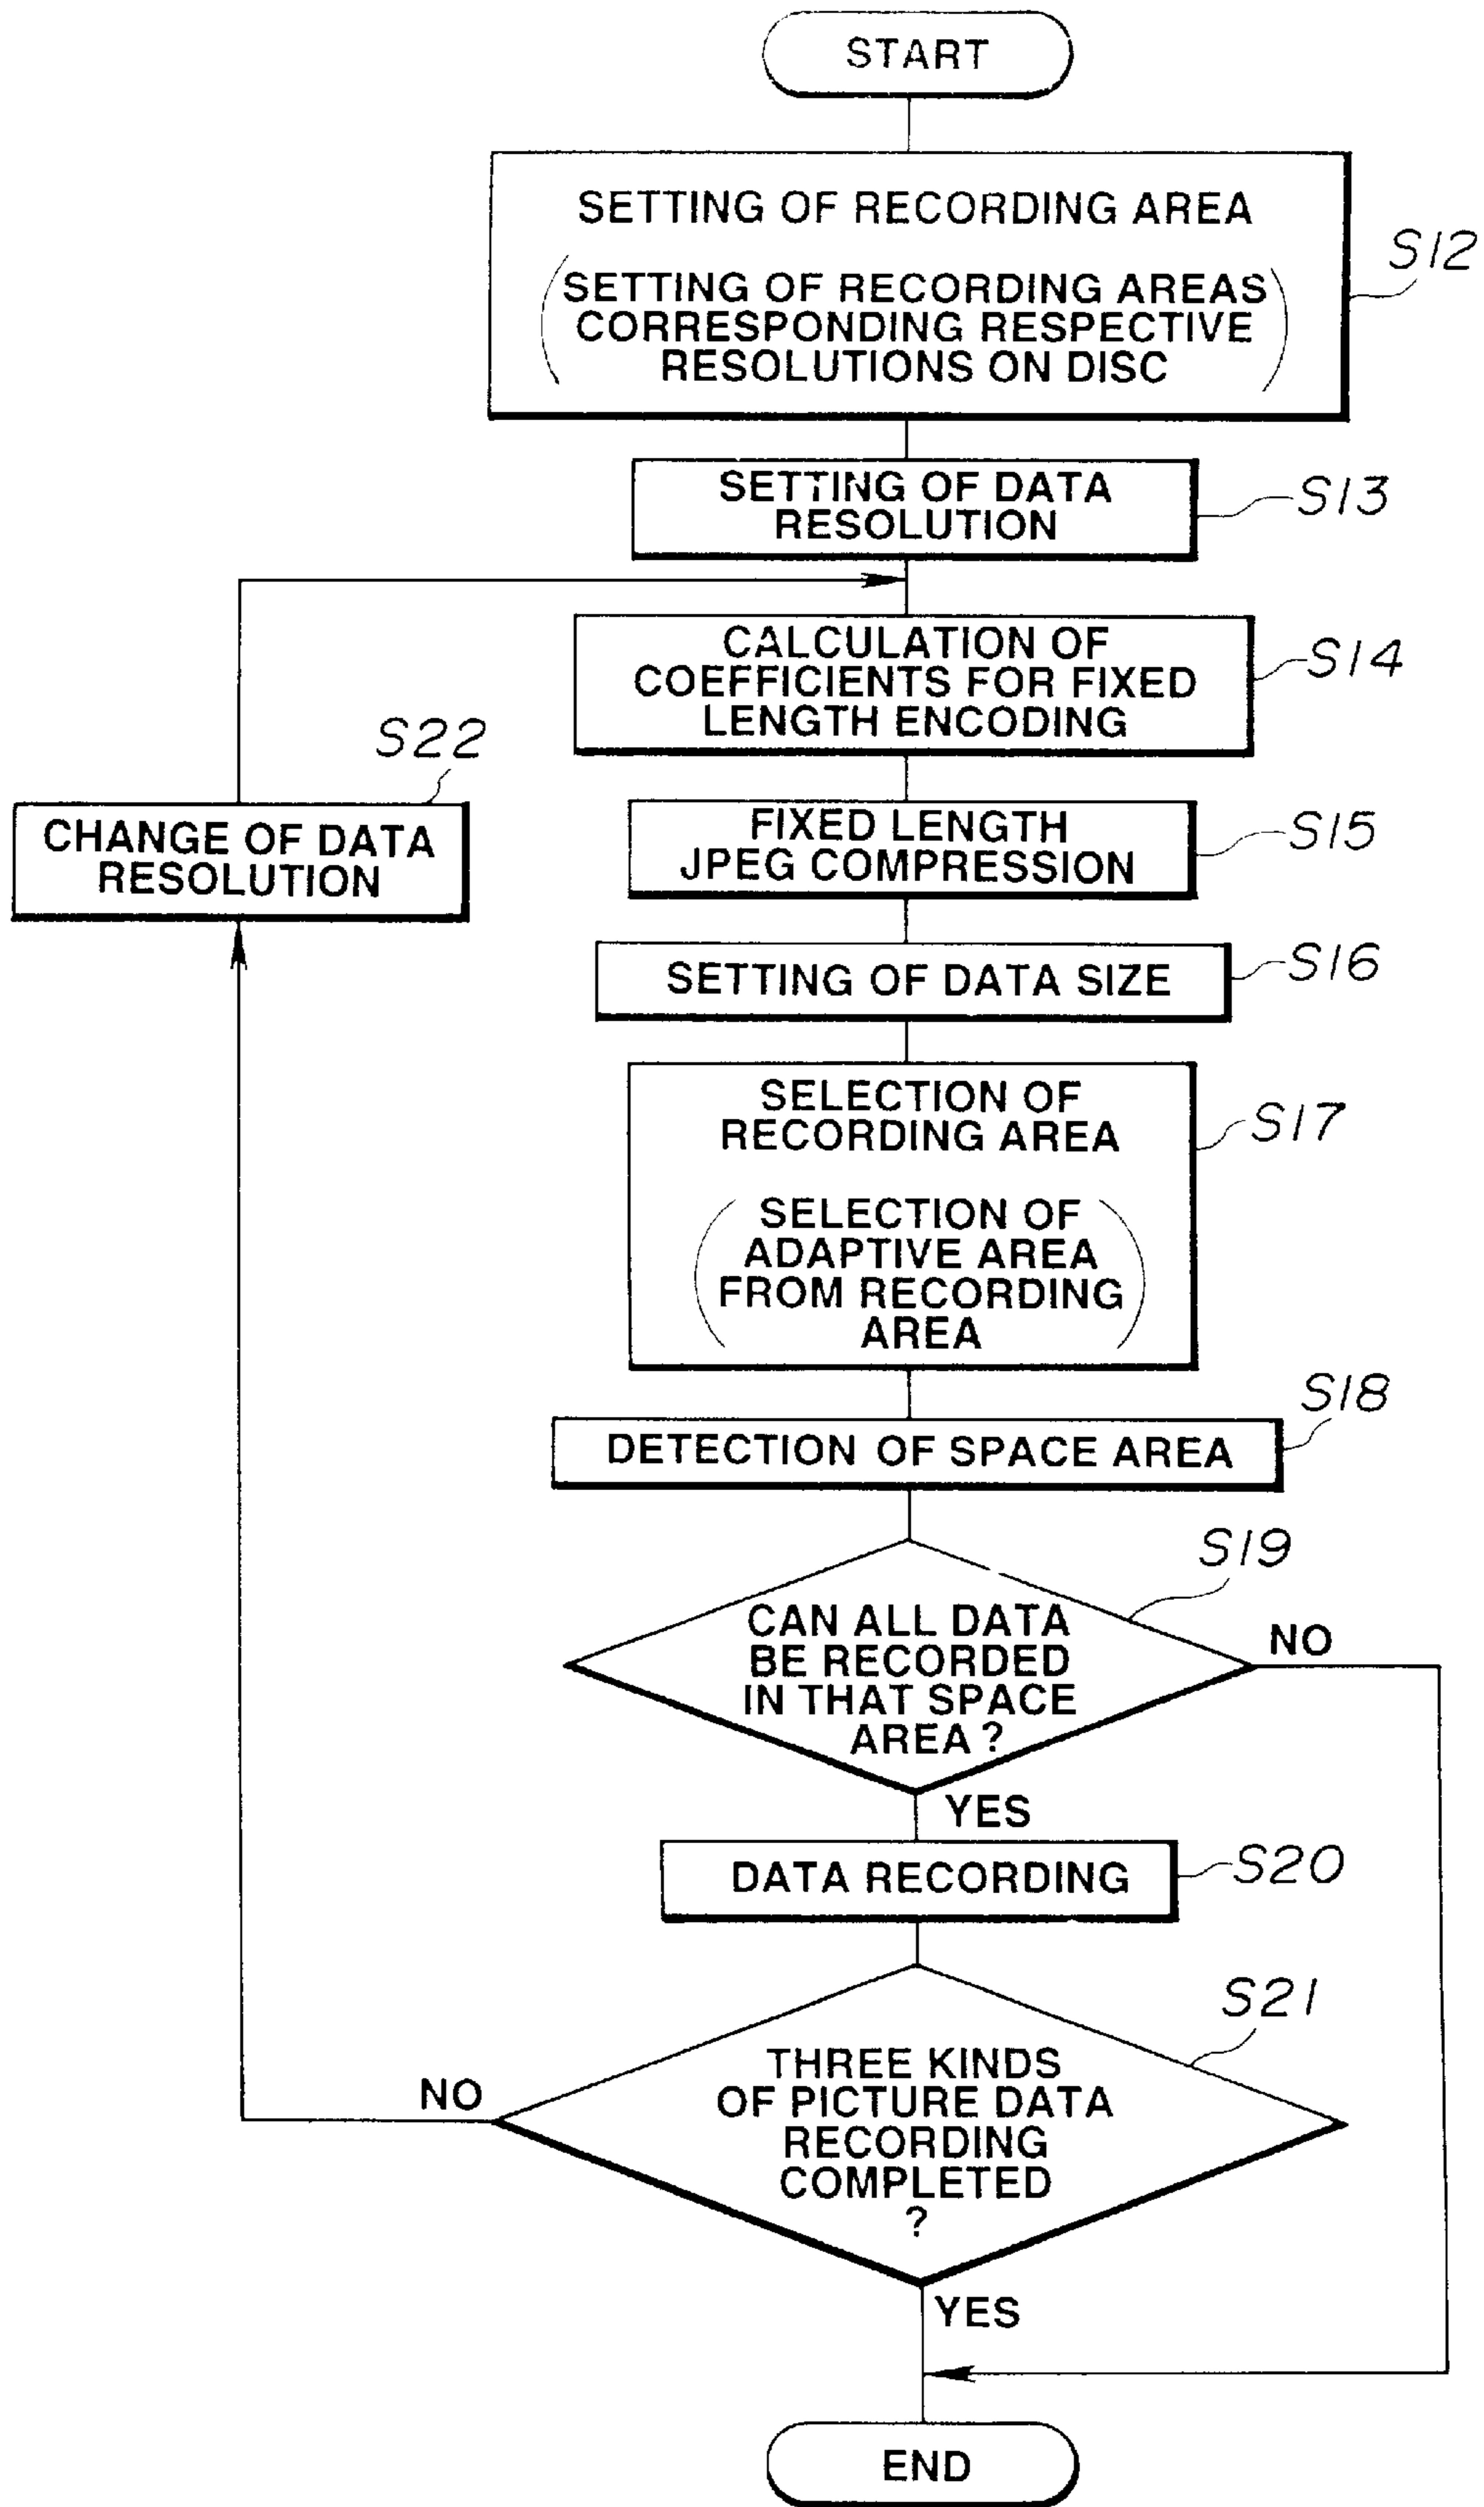 START
SETTING OF RECORDING AREA
SETTING OF RECORDING AREAS
CORRESPONDING RESPECTIVE
RESOLUTIONS ON DISC
S12
SETTING OF DATA
RESOLUTION
S13
CALCULATION OF
COEFFICIENTS FOR FIXED
LENGTH ENCODING
S14
S22
CHANGE OF DATA
RESOLUTION
FIXED LENGTH
JPEG COMPRESSION
S15
SETTING OF DATA SIZE
S16
SELECTION OF
RECORDING AREA
S17
(SELECTION OF
ADAPTIVE AREA
FROM RECORDING
AREA)
S18
DETECTION OF SPACE AREA
S19
CAN ALL DATA
BE RECORDED
IN THAT SPACE
AREA ?
NO
YES
DATA RECORDING
S20
S21
THREE KINDS
OF PICTURE DATA
RECORDING
COMPLETED
?
NO
YES
END